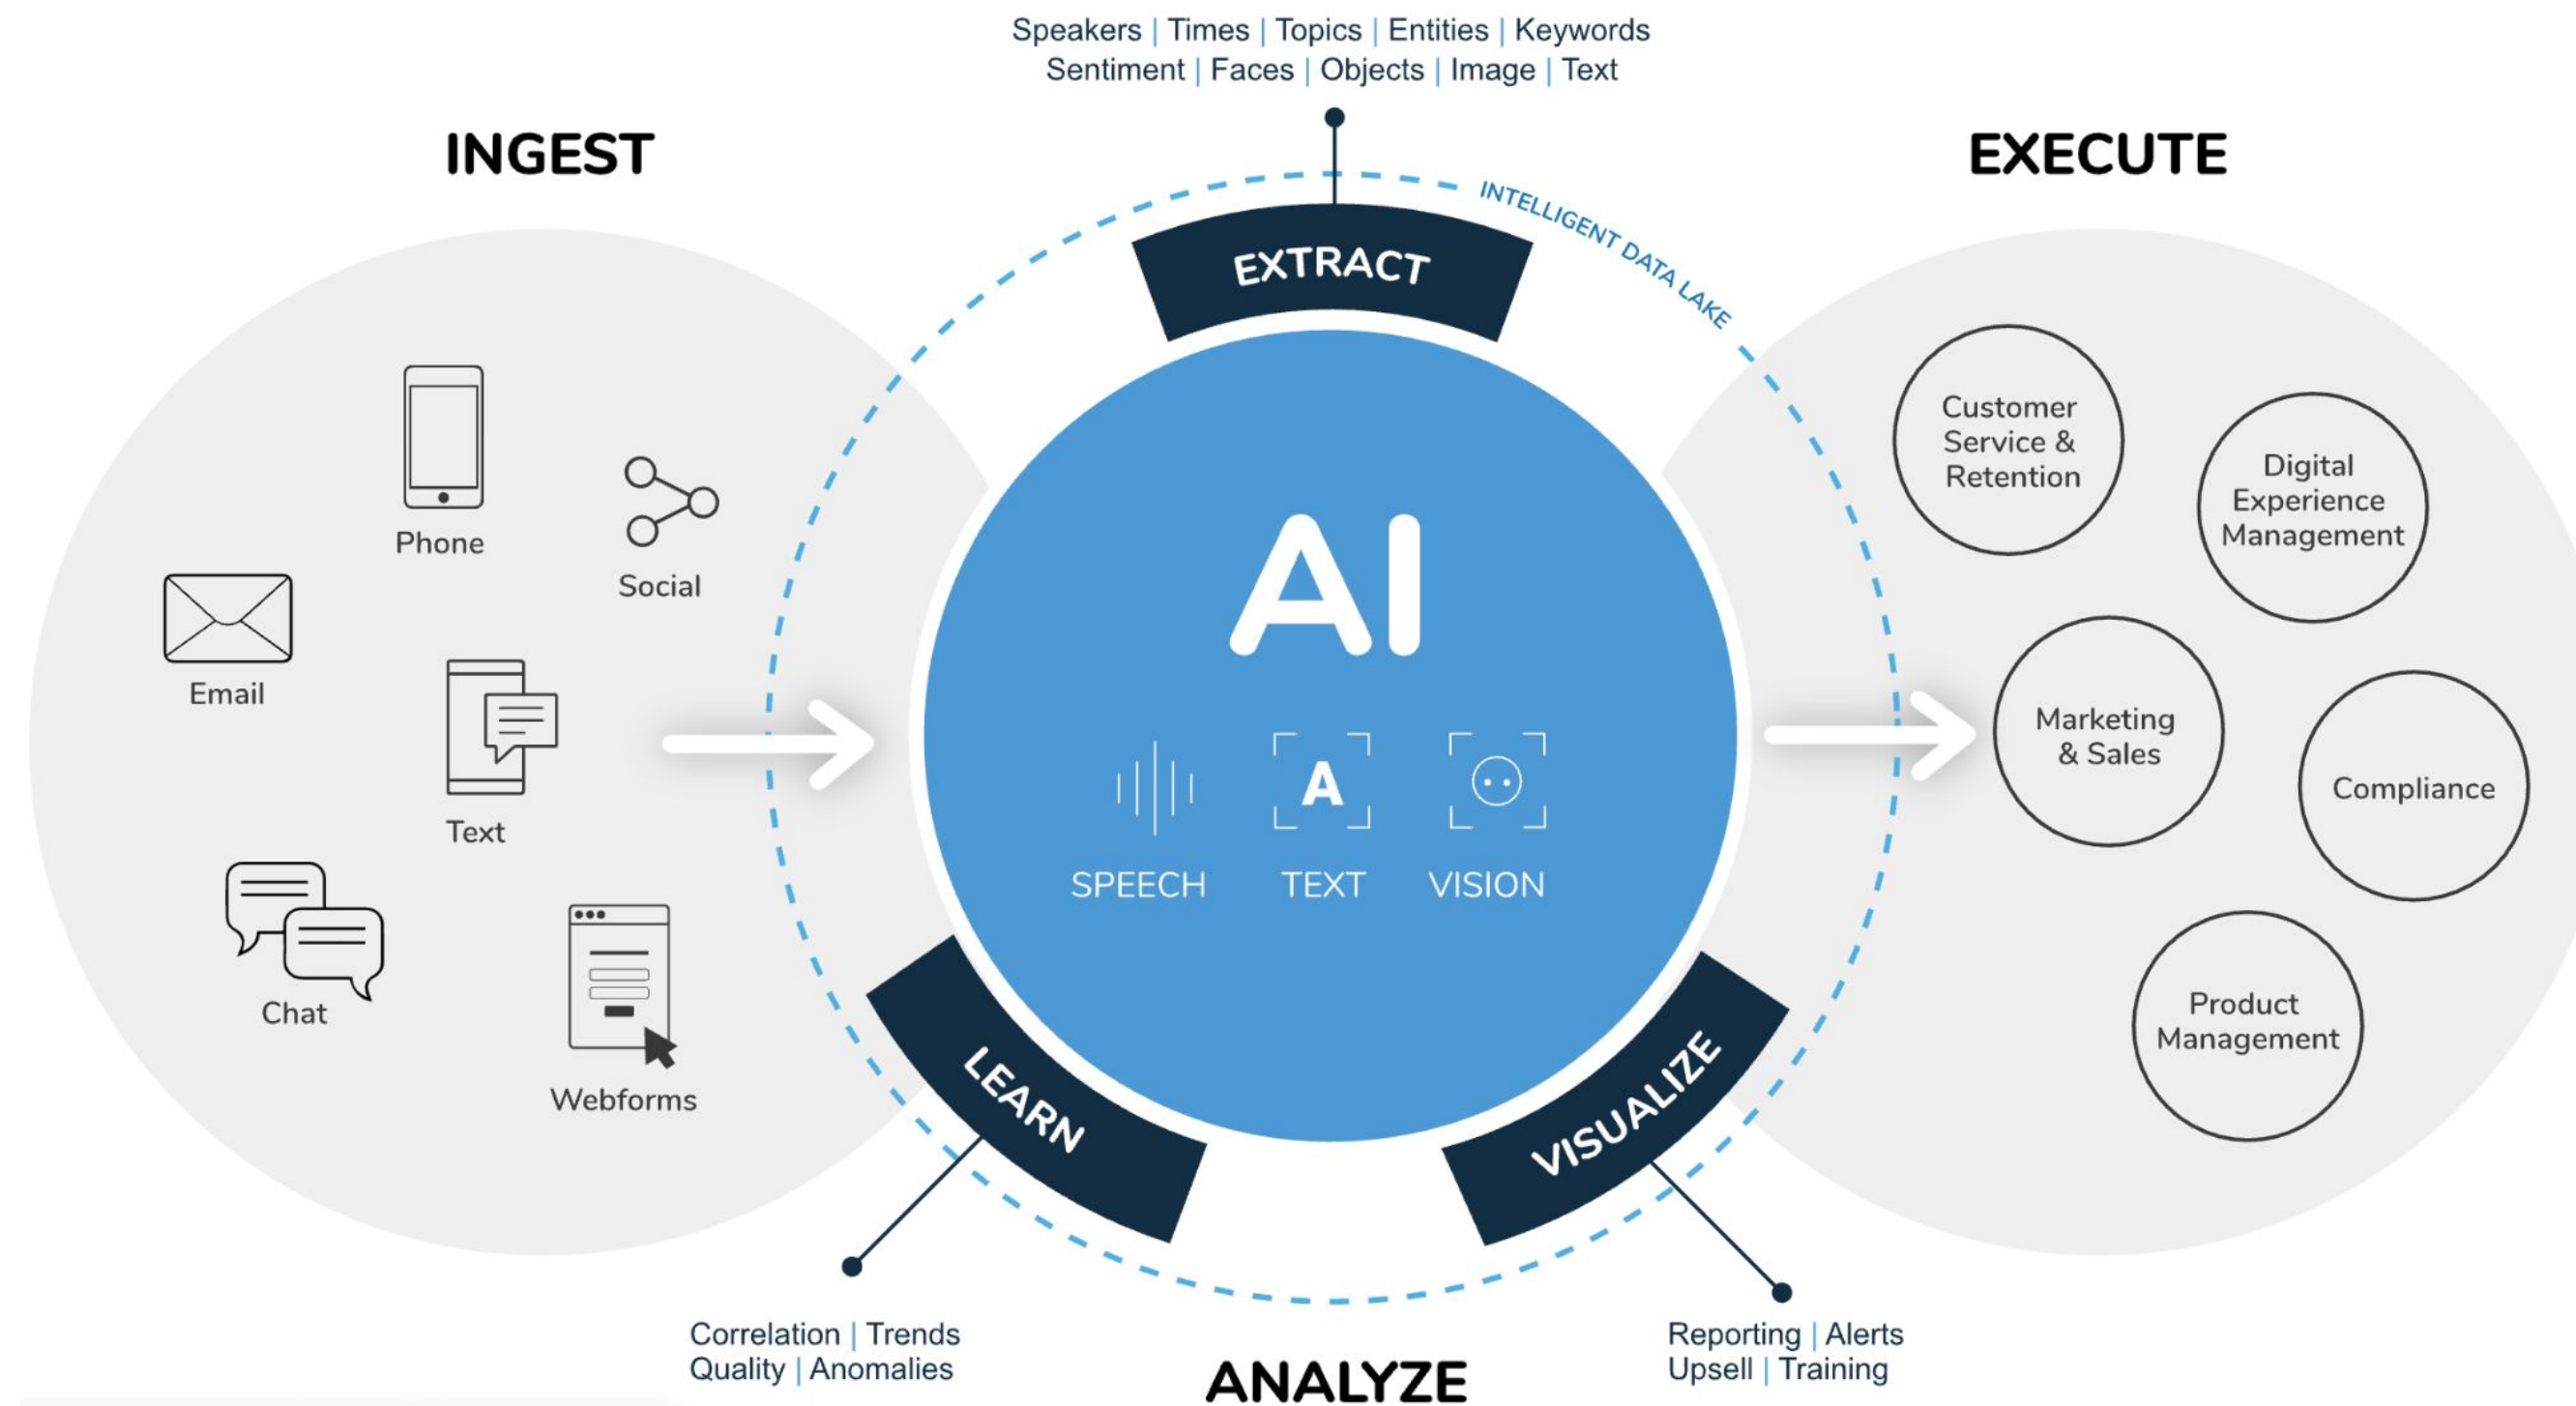 Speakers | Times | Topics | Entities | Keywords
Sentiment | Faces | Objects | Image | Text
INGEST
EXECUTE
INTELLIGENT DATA LAKE
EXTRACT
Phone
Social
Email
Text
Chat
Webforms
AI
A
SPEECH
TEXT
VISION
LEARN
VISUALIZE
Customer
Service &
Retention
Digital
Experience
Management
Marketing
& Sales
Compliance
Product
Management
Correlation | Trends
Quality | Anomalies
ANALYZE
Reporting | Alerts
Upsell | Training